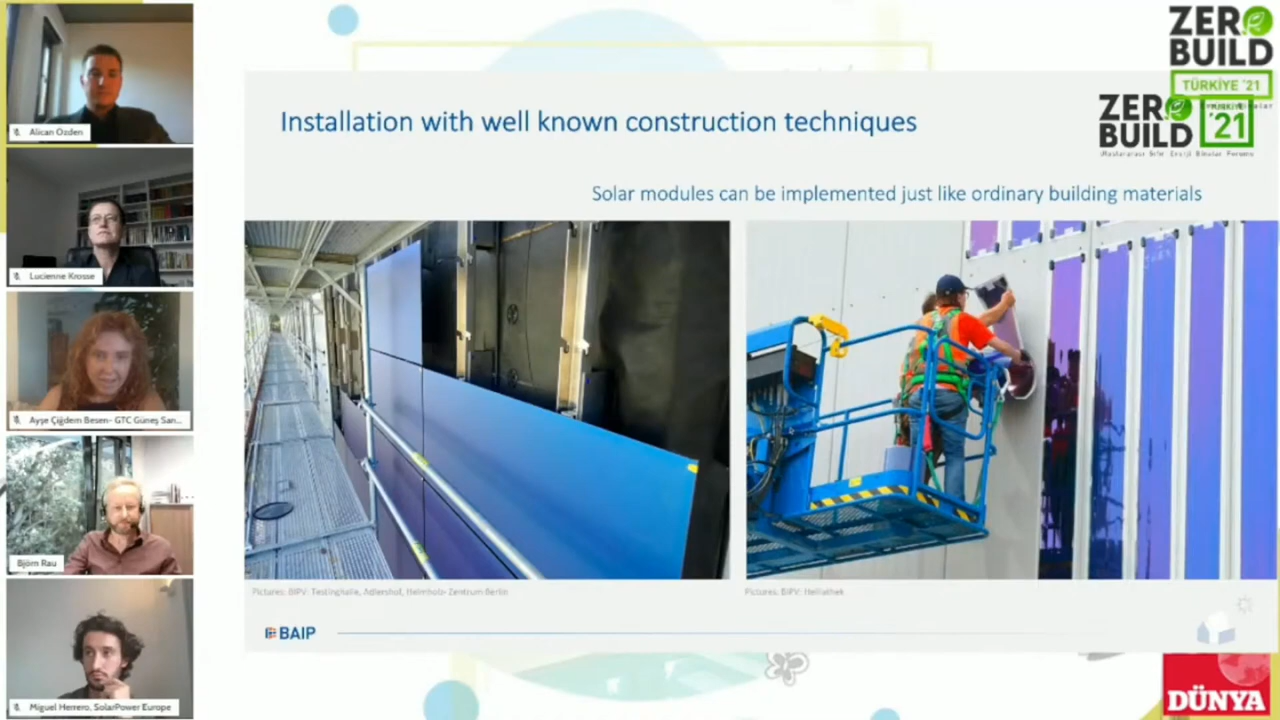 Alican Ozden
Lucienne Krosse
Ayşe Çiğdem Besen- GTC Güneş San...
Björn Rau
Miguel Herrero, SolarPower Europe
Installation with well known construction techniques
Solar modules can be implemented just like ordinary building materials
Pictures: BIPV: Testinghalle, Adlershof, Helmholz- Zentrum Berlin
Pictures: BIPV: Heliathek
BAIP
ZERO
BUILD
TÜRKİYE '21
ZERO
BUILD
'21
DÜNYA